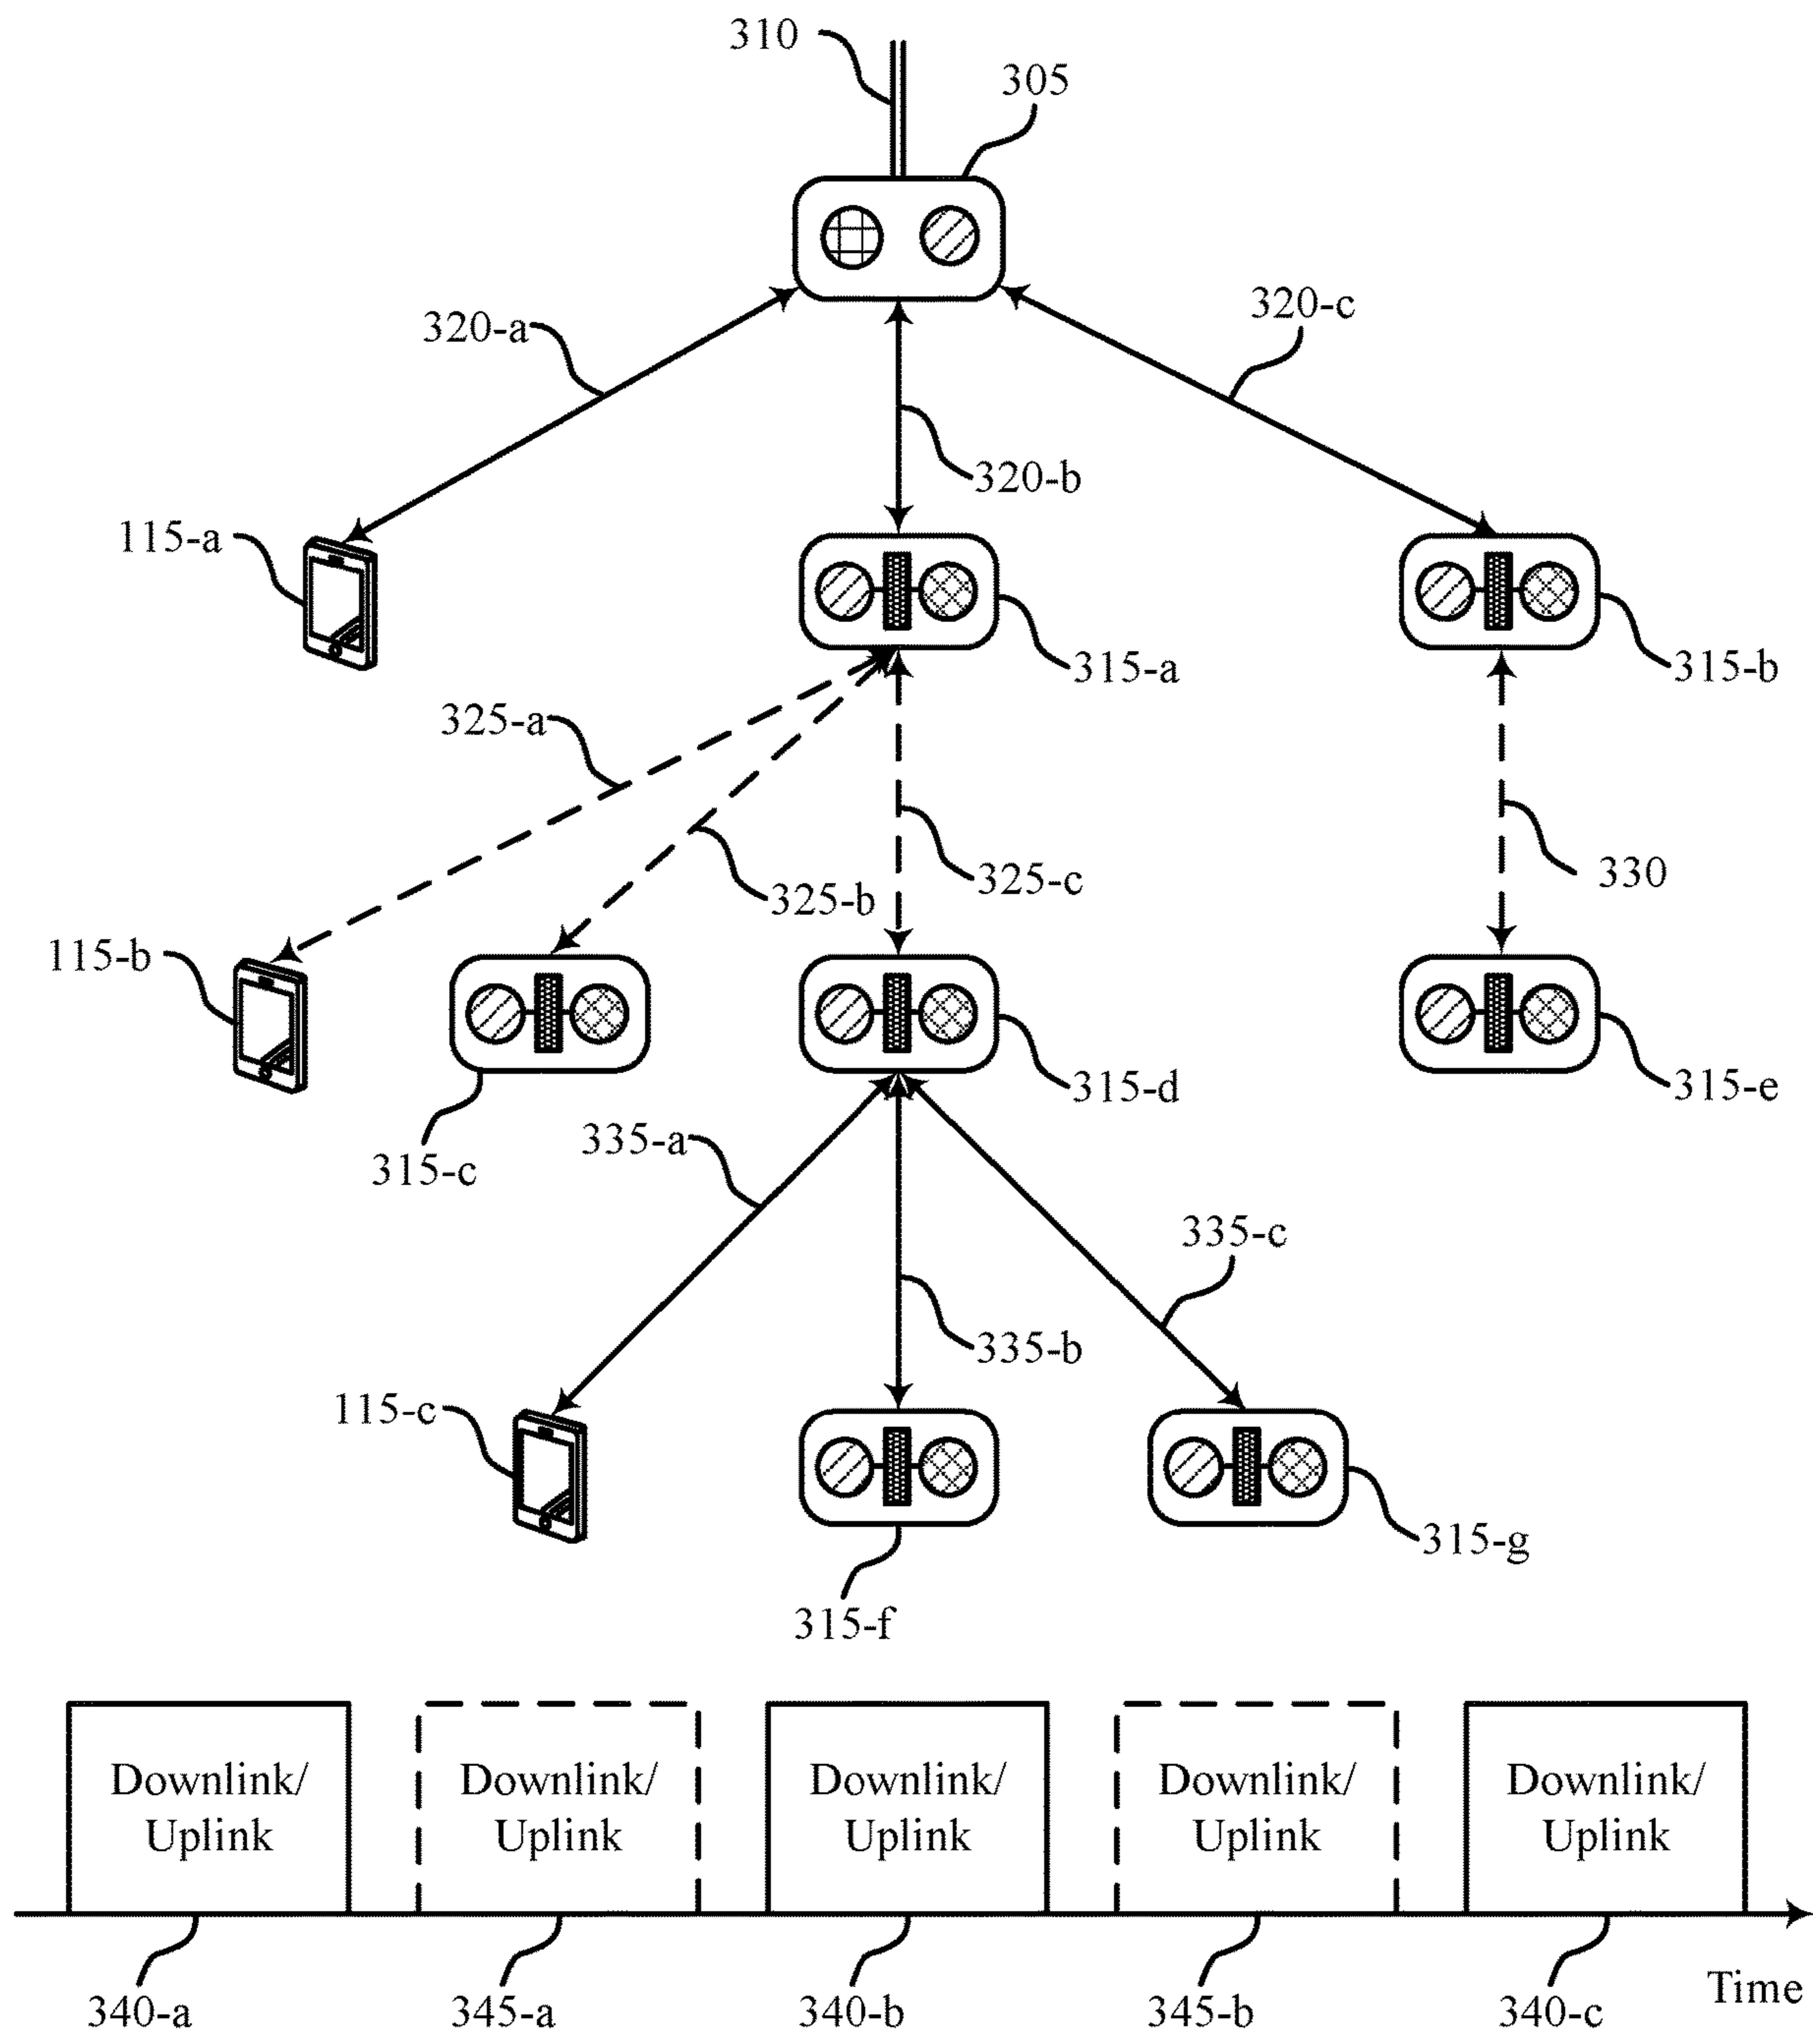 310
305
320-a
320-c
320-b
115-a
315-a
315-b
325-a
325-b
325-c
330
115-b
315-c
315-d
315-e
335-a
335-c
335-b
115-c
315-g
315-f
Downlink/
Uplink
Downlink/
Uplink
Downlink/
Uplink
Downlink/
Uplink
Downlink/
Uplink
340-a
345-a
340-b
345-b
340-c
Time